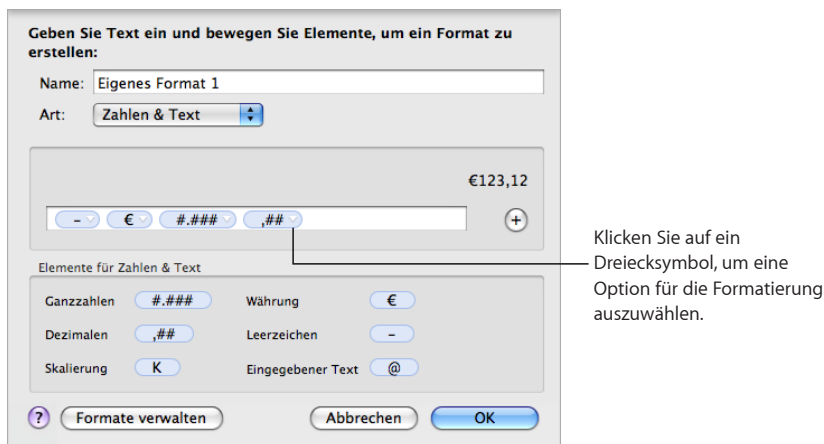 Geben Sie Text ein und bewegen Sie Elemente, um ein Format zu
erstellen:
Name: Eigenes Format 1
Art: Zahlen & Text
€123,12
– € #.### ,## +
Klicken Sie auf ein
Dreiecksymbol, um eine
Option für die Formatierung
auszuwählen.
Elemente für Zahlen & Text
Ganzzahlen #.### Währung €
Dezimalen ,## Leerzeichen –
Skalierung K Eingegebener Text @
? Formate verwalten Abbrechen OK